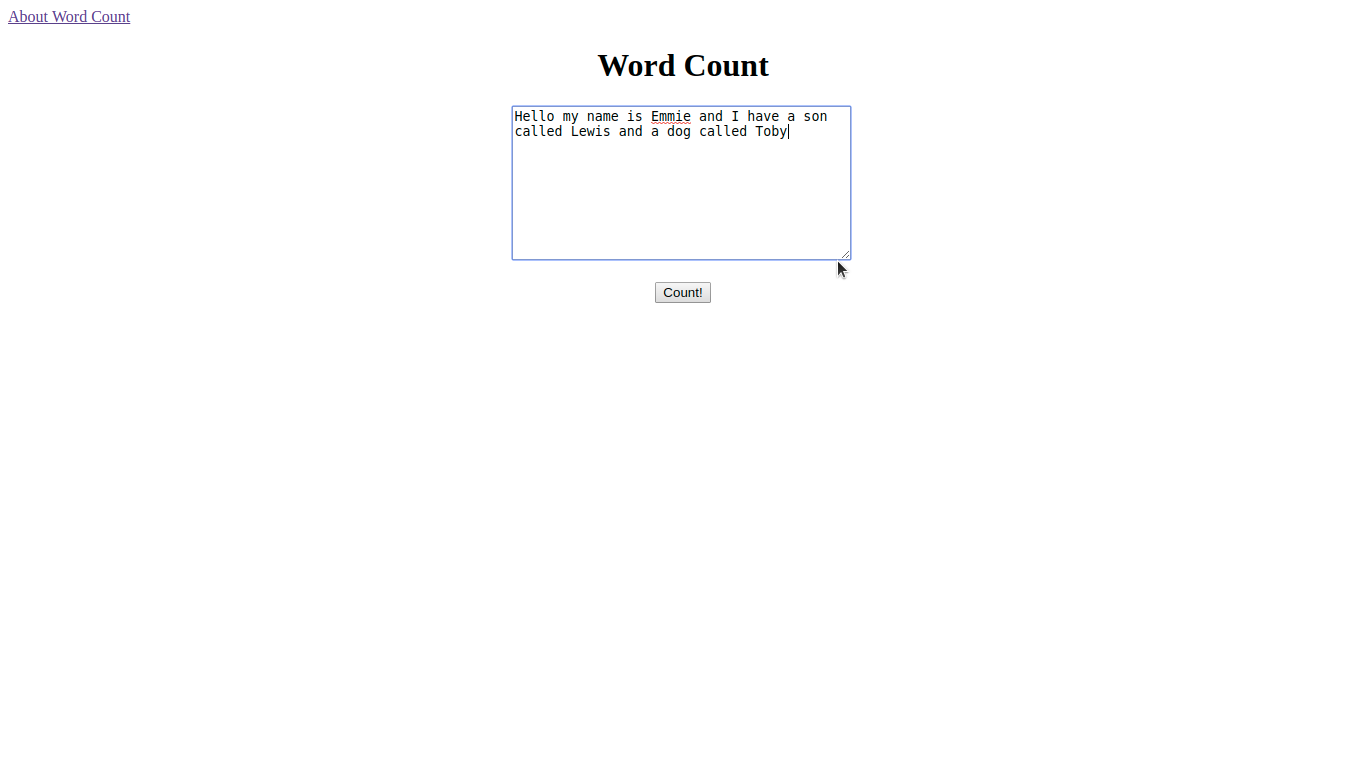 About Word Count
Word Count
Hello my name is Emmie and I have a son
called Lewis and a dog called Toby
Count!